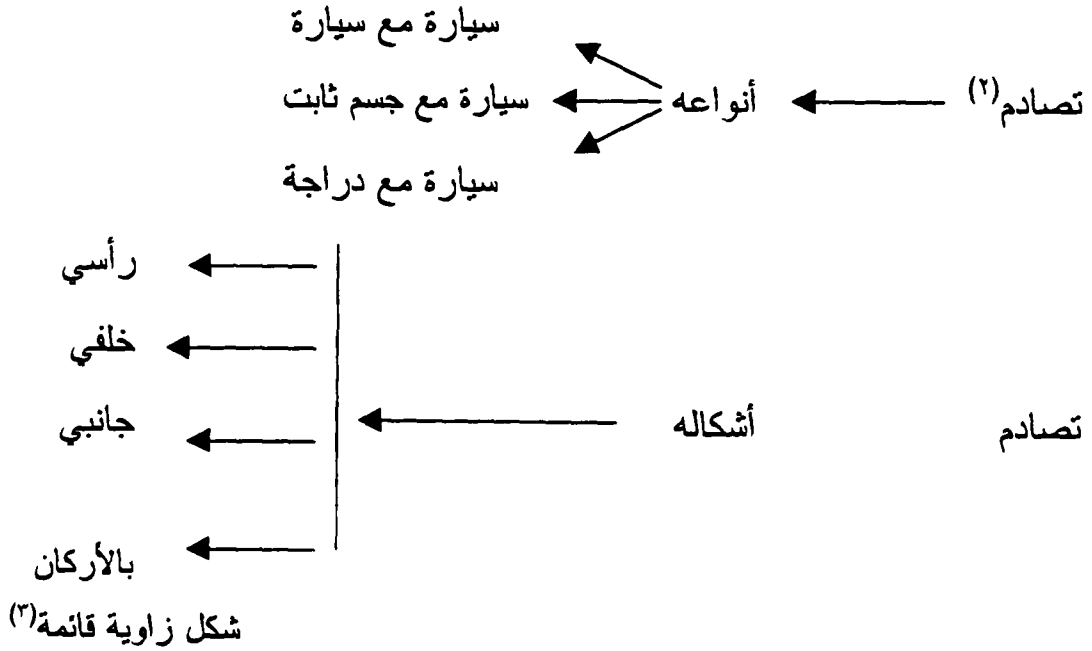 سيارة مع سيارة
تصادم(٢) أنواعه سيارة مع جسم ثابت
سيارة مع دراجة
رأسي
خلفي
تصادم أشكاله جانبي
بالأركان
شكل زاوية قائمة(٣)